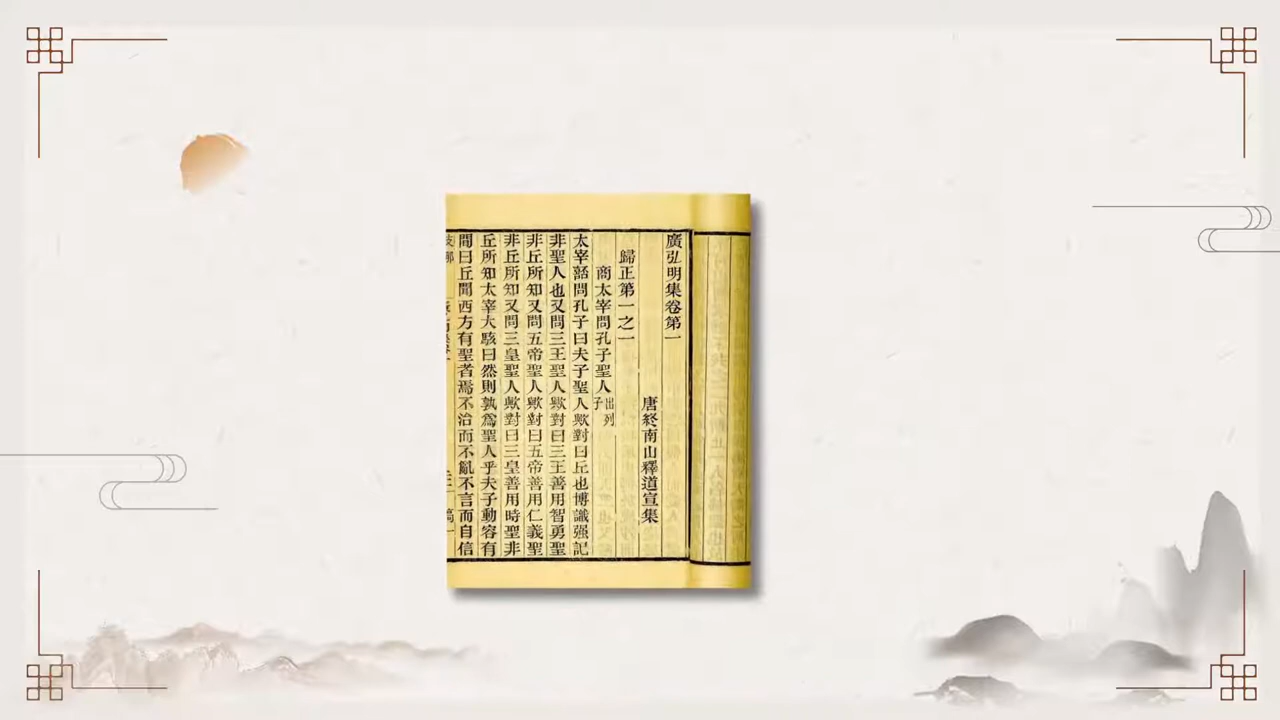 廣弘明集卷第一
唐終南山釋道宣集
歸正第一之一
商太宰問孔子聖人出列子
太宰嚭問孔子曰夫子聖人歟對曰丘也博識强記
非聖人也又問三王聖人歟對曰三王善用智勇聖
非丘所知又問五帝聖人歟對曰五帝善用仁義聖
非丘所知又問三皇聖人歟對曰三皇善用時聖非
丘所知太宰大駭曰然則孰爲聖人乎夫子動容有
間曰丘聞西方有聖者焉不治而不亂不言而自信